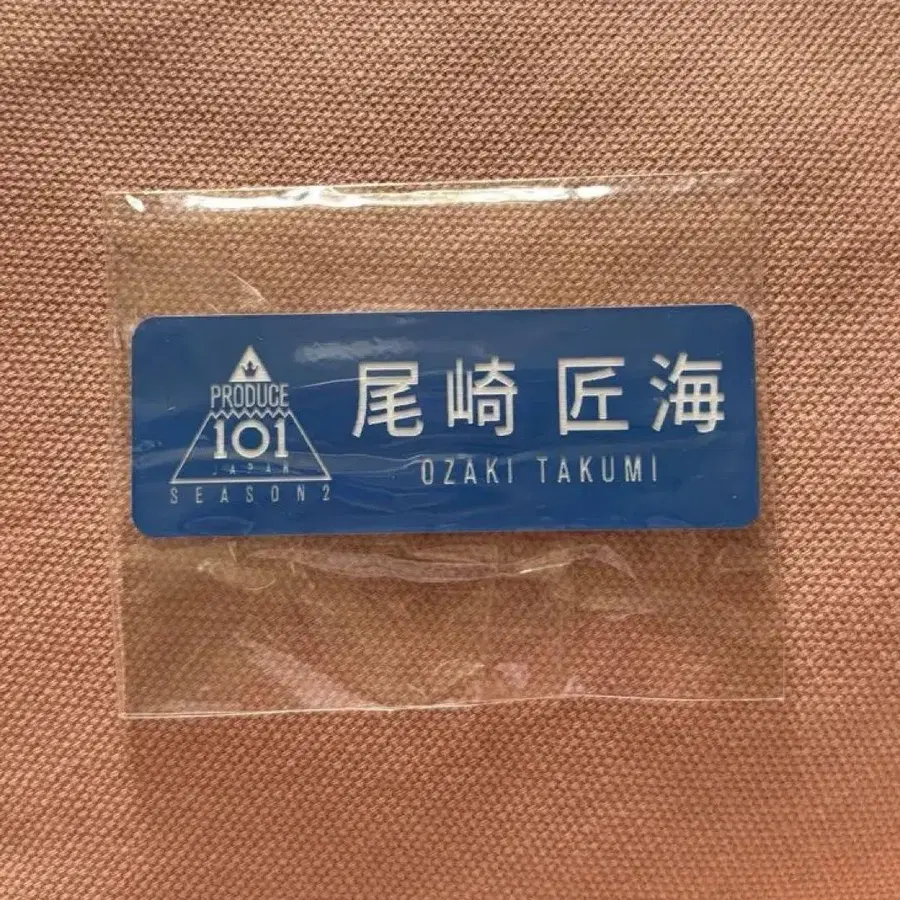 PRODUCE
101
JAPAN
SEASON2
尾崎 匠海
OZAKI TAKUMI